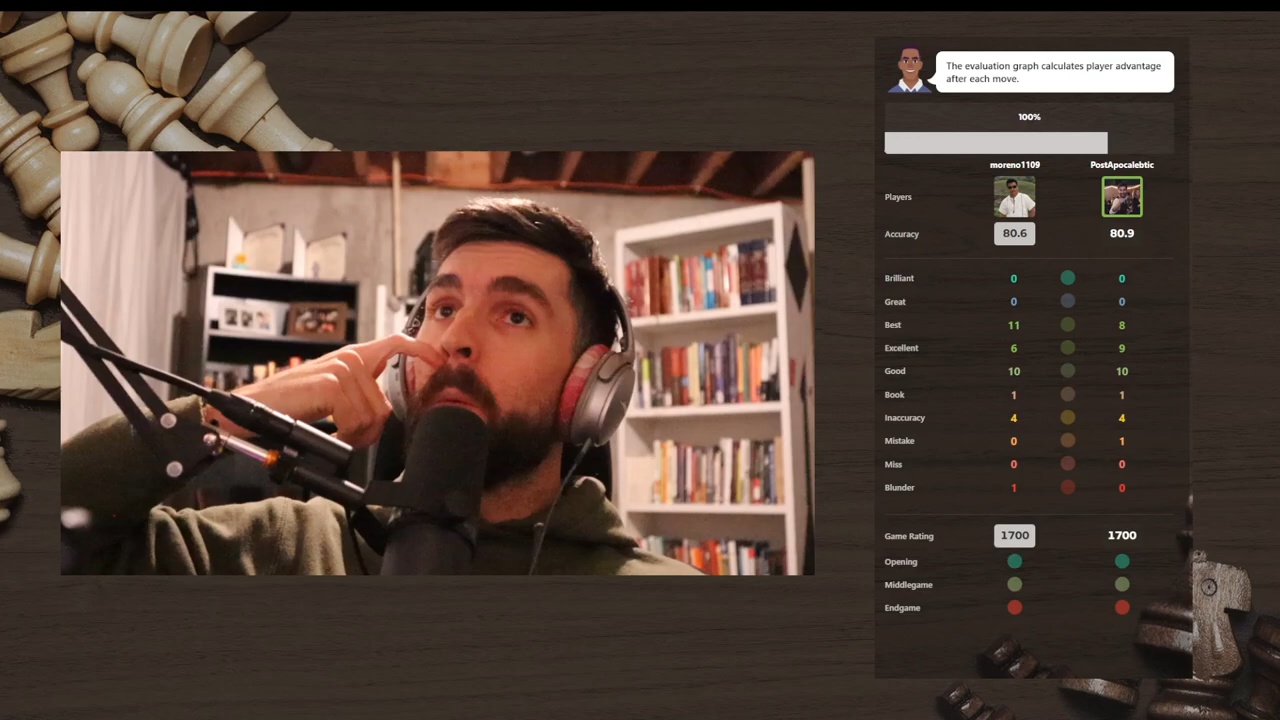 The evaluation graph calculates player advantage
after each move.
100%
moreno1109 PostApocalebtic
Players
Accuracy 80.6 80.9
Brilliant 0 0
Great 0 0
Best 11 8
Excellent 6 9
Good 10 10
Book 1 1
Inaccuracy 4 4
Mistake 0 1
Miss 0 0
Blunder 1 0
Game Rating 1700 1700
Opening
Middlegame
Endgame